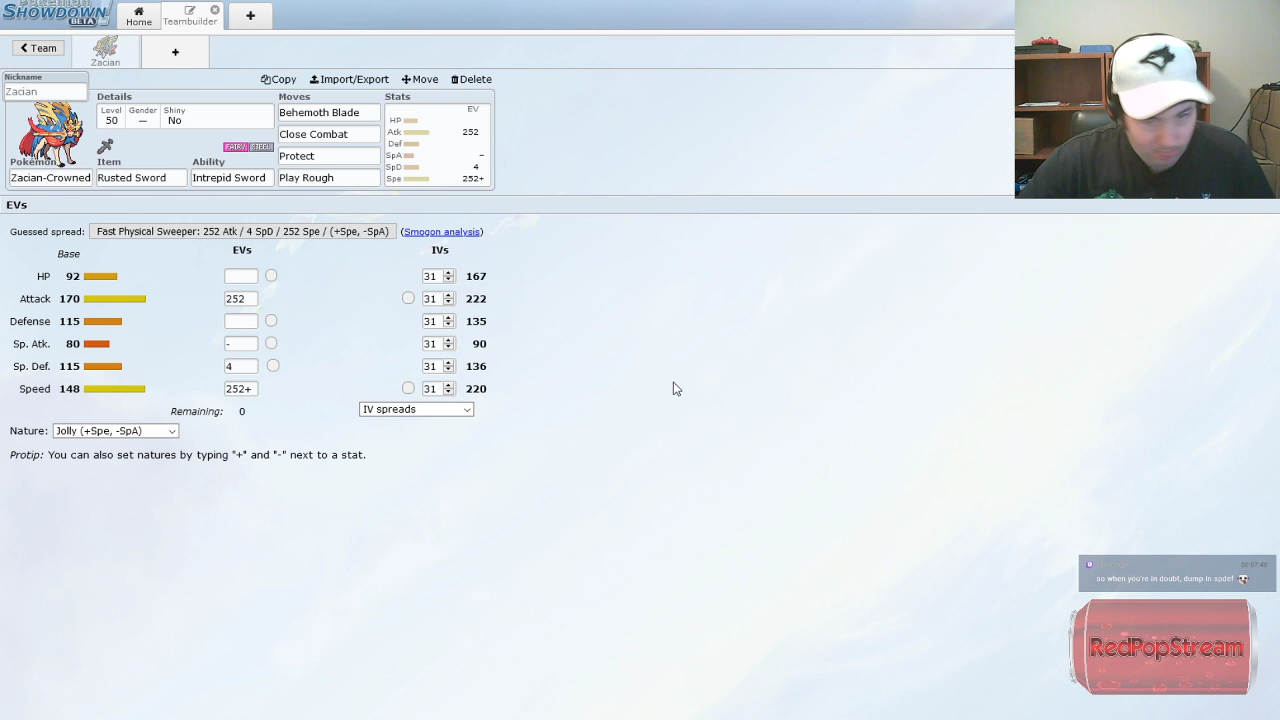 SHOWDOWN
BETA
Home
Teambuilder
+
Team
Zacian
+
Nickname
Zacian
Copy Import/Export Move Delete
Details Moves Stats
Level Gender Shiny
50 — No
Behemoth Blade
Close Combat
Protect
Play Rough
EV
HP
Atk 252
Def
SpA -
SpD 4
Spe 252+
FAIRY STEEL
Pokémon Item Ability
Zacian-Crowned Rusted Sword Intrepid Sword
EVs
Guessed spread: Fast Physical Sweeper: 252 Atk / 4 SpD / 252 Spe / (+Spe, -SpA) (Smogon analysis)
Base EVs IVs
HP 92 31 167
Attack 170 252 31 222
Defense 115 31 135
Sp. Atk. 80 - 31 90
Sp. Def. 115 4 31 136
Speed 148 252+ 31 220
Remaining: 0 IV spreads
Nature: Jolly (+Spe, -SpA)
Protip: You can also set natures by typing "+" and "-" next to a stat.
so when you're in doubt, dump in spdef
RedPopStream